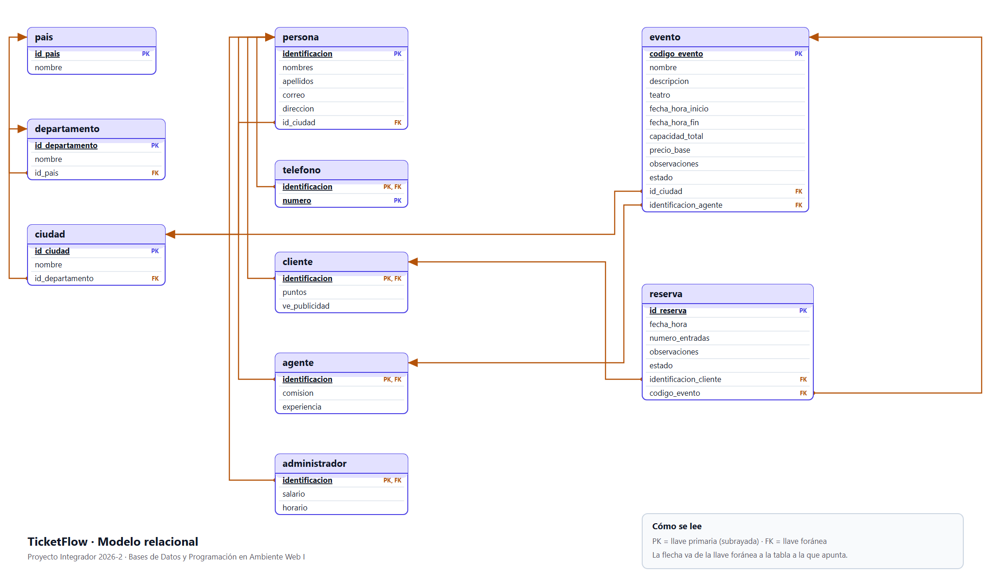 pais
id_pais PK
nombre
departamento
id_departamento PK
nombre
id_pais FK
ciudad
id_ciudad PK
nombre
id_departamento FK
persona
identificacion PK
nombres
apellidos
correo
direccion
id_ciudad FK
telefono
identificacion PK, FK
numero PK
cliente
identificacion PK, FK
puntos
ve_publicidad
agente
identificacion PK, FK
comision
experiencia
administrador
identificacion PK, FK
salario
horario
evento
codigo_evento PK
nombre
descripcion
teatro
fecha_hora_inicio
fecha_hora_fin
capacidad_total
precio_base
observaciones
estado
id_ciudad FK
identificacion_agente FK
reserva
id_reserva PK
fecha_hora
numero_entradas
observaciones
estado
identificacion_cliente FK
codigo_evento FK
TicketFlow · Modelo relacional
Proyecto Integrador 2026-2 · Bases de Datos y Programación en Ambiente Web I
Cómo se lee
PK = llave primaria (subrayada) · FK = llave foránea
La flecha va de la llave foránea a la tabla a la que apunta.